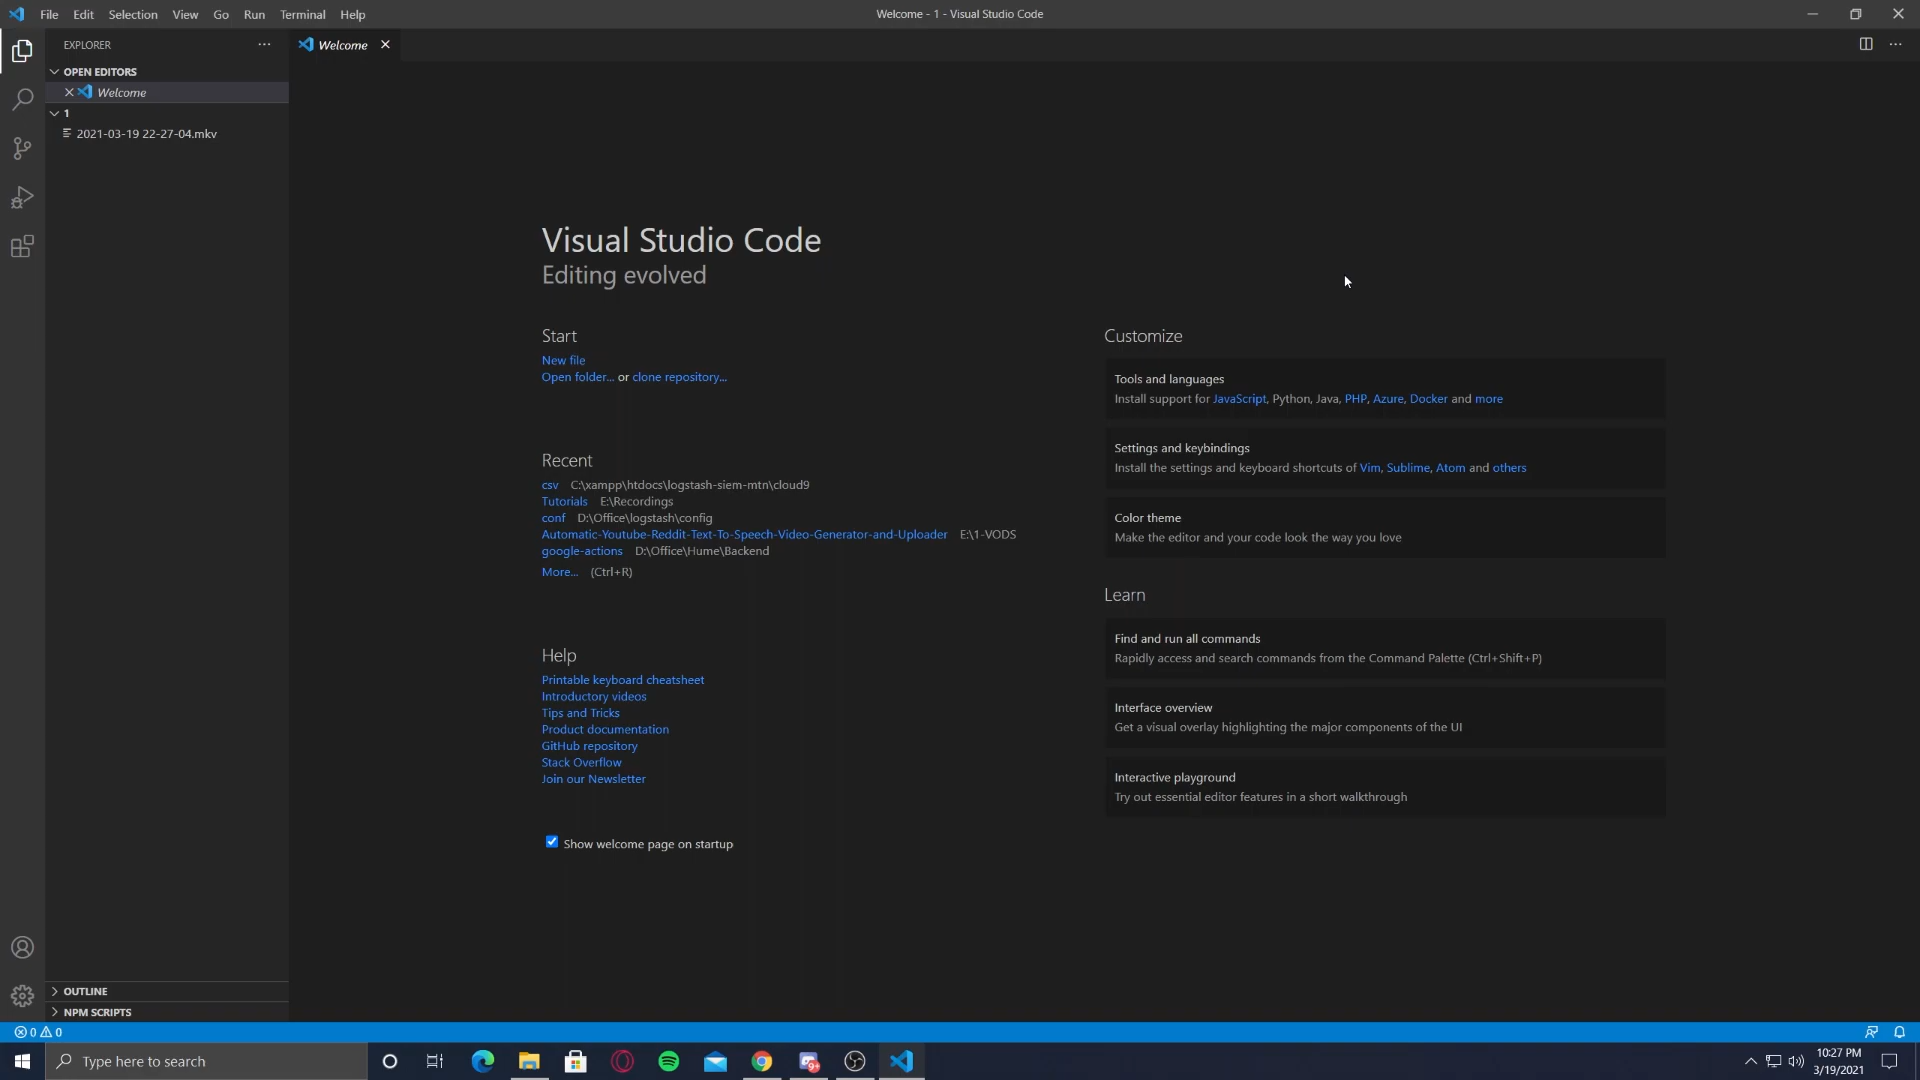 File Edit Selection View Go Run Terminal Help
Welcome - 1 - Visual Studio Code
EXPLORER
Welcome
OPEN EDITORS
Welcome
1
2021-03-19 22-27-04.mkv
Visual Studio Code
Editing evolved
Start
New file
Open folder... or clone repository...
Recent
csv C:\xampp\htdocs\logstash-siem-mtn\cloud9
Tutorials E:\Recordings
conf D:\Office\logstash\config
Automatic-Youtube-Reddit-Text-To-Speech-Video-Generator-and-Uploader E:\1-VODS
google-actions D:\Office\Hume\Backend
More... (Ctrl+R)
Help
Printable keyboard cheatsheet
Introductory videos
Tips and Tricks
Product documentation
GitHub repository
Stack Overflow
Join our Newsletter
Show welcome page on startup
Customize
Tools and languages
Install support for JavaScript, Python, Java, PHP, Azure, Docker and more
Settings and keybindings
Install the settings and keyboard shortcuts of Vim, Sublime, Atom and others
Color theme
Make the editor and your code look the way you love
Learn
Find and run all commands
Rapidly access and search commands from the Command Palette (Ctrl+Shift+P)
Interface overview
Get a visual overlay highlighting the major components of the UI
Interactive playground
Try out essential editor features in a short walkthrough
OUTLINE
NPM SCRIPTS
0 0
Type here to search
9+
10:27 PM
3/19/2021